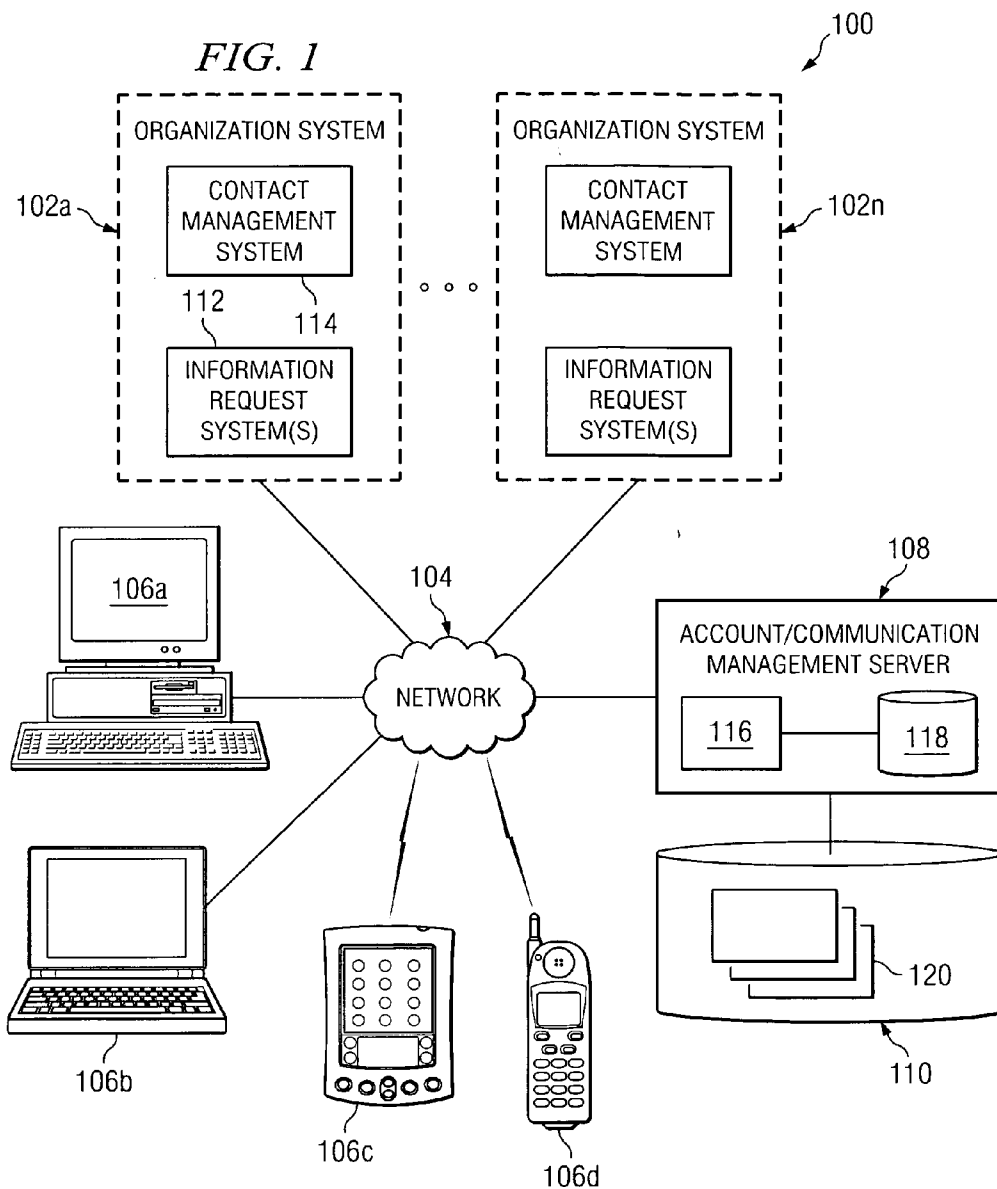 FIG. 1
100
ORGANIZATION SYSTEM
CONTACT
MANAGEMENT
SYSTEM
102a
112
114
INFORMATION
REQUEST
SYSTEM(S)
ORGANIZATION SYSTEM
CONTACT
MANAGEMENT
SYSTEM
102n
INFORMATION
REQUEST
SYSTEM(S)
106a
104
NETWORK
108
ACCOUNT/COMMUNICATION
MANAGEMENT SERVER
116
118
120
110
106b
106c
106d